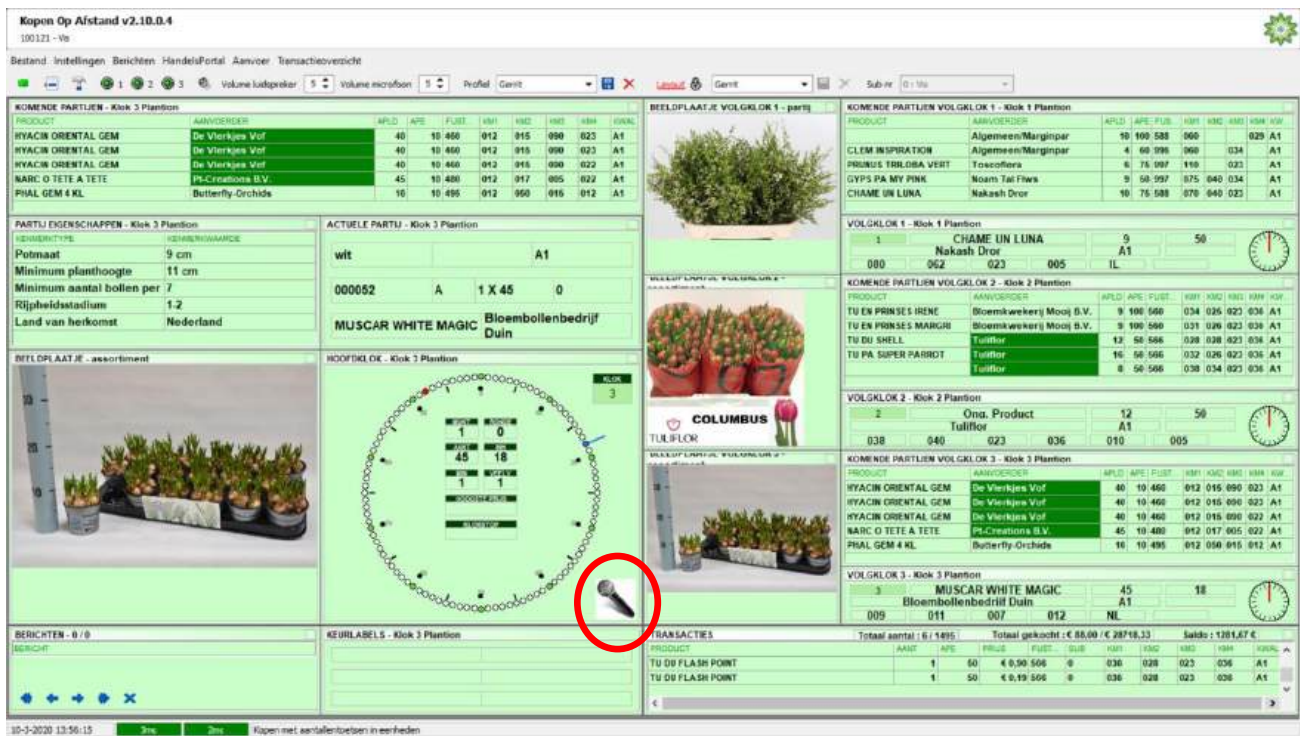 Kopen Op Afstand v2.10.0.4
100121 - Vis
Bestand Instellingen Berichten HandelsPortal Aanvoer Transactieoverzicht
1 2 3 Volume luidspreker 5 Volume microfoon 5 Profiel Gerrit Layout Gerrit Sub nr 0 : Vis
KOMENDE PARTIJEN - Klok 3 Plantion
PRODUCT AANVOERDER APLD APE FUST.. KM1 KM2 KM3 KM4 KWAL
HYACIN ORIENTAL GEM De Vierkjes Vof 40 10 460 012 015 090 023 A1
HYACIN ORIENTAL GEM De Vierkjes Vof 40 10 460 012 015 090 023 A1
HYACIN ORIENTAL GEM De Vierkjes Vof 40 10 460 012 015 090 022 A1
NARC O TETE A TETE PI-Creations B.V. 45 10 480 012 017 005 022 A1
PHAL GEM 4 KL Butterfly-Orchids 16 10 495 012 050 015 012 A1
PARTIJ EIGENSCHAPPEN - Klok 3 Plantion
KENMERKTYPE KENMERKWAARDE
Potmaat 9 cm
Minimum planthoogte 11 cm
Minimum aantal bollen per 7
Rijpheidsstadium 1-2
Land van herkomst Nederland
ACTUELE PARTIJ - Klok 3 Plantion
wit A1
000052 A 1 X 45 0
MUSCAR WHITE MAGIC Bloembollenbedrijf Duin
BEELDPLAATJE - assortiment
30
20
10
HOOFDKLOK - Klok 3 Plantion
KLOK
3
MUNT RONDE
1 0
AANT
45 18
1 1
BERICHTEN - 0 / 0
BERICHT
KEURLABELS - Klok 3 Plantion
BEELDPLAATJE VOLGKLOK 1 - partij
BEELDPLAATJE VOLGKLOK 2 -
assortiment
COLUMBUS
TULIFLOR
BEELDPLAATJE VOLGKLOK 3 -
KOMENDE PARTIJEN VOLGKLOK 1 - Klok 1 Plantion
PRODUCT AANVOERDER APLD APE FUS.. KM1 KM2 KM3 KM4 KW..
Algemeen/Marginpar 10 100 588 060 029 A1
CLEM INSPIRATION Algemeen/Marginpar 4 60 996 060 034 A1
PRUNUS TRILOBA VERT Toscoflora 6 75 997 110 023 A1
GYPS PA MY PINK Noam Tal Flws 9 50 997 075 040 034 A1
CHAME UN LUNA Nakash Dror 10 75 588 070 040 023 A1
VOLGKLOK 1 - Klok 1 Plantion
1 CHAME UN LUNA 9 50
Nakash Dror A1
080 062 023 005 IL
KOMENDE PARTIJEN VOLGKLOK 2 - Klok 2 Plantion
PRODUCT AANVOERDER APLD APE FUST.. KM1 KM2 KM3 KM4 KW..
TU EN PRINSES IRENE Bloemkwekerij Mooij B.V. 9 100 560 034 026 023 036 A1
TU EN PRINSES MARGRI Bloemkwekerij Mooij B.V. 9 100 560 031 026 023 036 A1
TU DU SHELL Tuliflor 12 50 566 028 028 023 036 A1
TU PA SUPER PARROT Tuliflor 16 50 566 032 026 023 036 A1
Tuliflor 8 50 566 038 034 023 036 A1
VOLGKLOK 2 - Klok 2 Plantion
2 Ong. Product 12 50
Tuliflor A1
038 040 023 036 010 005
KOMENDE PARTIJEN VOLGKLOK 3 - Klok 3 Plantion
PRODUCT AANVOERDER APLD APE FUST.. KM1 KM2 KM3 KM4 KW..
HYACIN ORIENTAL GEM De Vierkjes Vof 40 10 460 012 015 090 023 A1
HYACIN ORIENTAL GEM De Vierkjes Vof 40 10 460 012 015 090 023 A1
HYACIN ORIENTAL GEM De Vierkjes Vof 40 10 460 012 015 090 022 A1
NARC O TETE A TETE PI-Creations B.V. 45 10 480 012 017 005 022 A1
PHAL GEM 4 KL Butterfly-Orchids 16 10 495 012 050 015 012 A1
VOLGKLOK 3 - Klok 3 Plantion
3 MUSCAR WHITE MAGIC 45 18
Bloembollenbedrijf Duin A1
009 011 007 012 NL
TRANSACTIES Totaal aantal : 6 / 1495 Totaal gekocht : € 88,00 / € 28718,33 Saldo : 1281,67 €
PRODUCT AANT APE PRIJS FUST.. SUB KM1 KM2 KM3 KM4 KWAL
TU DU FLASH POINT 1 50 € 0,90 566 0 036 028 023 036 A1
TU DU FLASH POINT 1 50 € 0,19 566 0 036 028 023 036 A1
10-3-2020 13:56:15 3ms 2ms Kopen met aantallentoetsen in eenheden